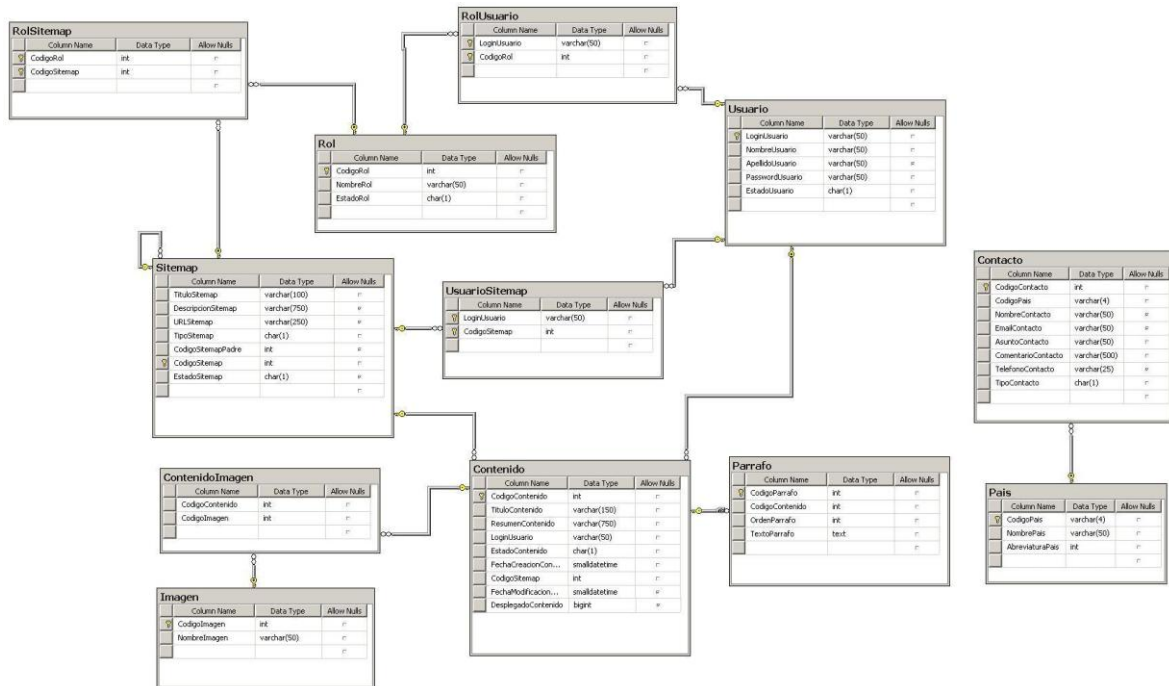 RolSitemap
Column Name Data Type Allow Nulls
CodigoRol int
CodigoSitemap int
RolUsuario
Column Name Data Type Allow Nulls
LoginUsuario varchar(50)
CodigoRol int
Usuario
Column Name Data Type Allow Nulls
LoginUsuario varchar(50)
NombreUsuario varchar(50)
ApellidoUsuario varchar(50)
PasswordUsuario varchar(50)
EstadoUsuario char(1)
Rol
Column Name Data Type Allow Nulls
CodigoRol int
NombreRol varchar(50)
EstadoRol char(1)
Sitemap
Column Name Data Type Allow Nulls
TituloSitemap varchar(100)
DescripcionSitemap varchar(750)
URLSitemap varchar(250)
TipoSitemap char(1)
CodigoSitemapPadre int
CodigoSitemap int
EstadoSitemap char(1)
UsuarioSitemap
Column Name Data Type Allow Nulls
LoginUsuario varchar(50)
CodigoSitemap int
Contacto
Column Name Data Type Allow Nulls
CodigoContacto int
CodigoPais varchar(4)
NombreContacto varchar(50)
EmailContacto varchar(50)
AsuntoContacto varchar(50)
ComentarioContacto varchar(500)
TelefonoContacto varchar(25)
TipoContacto char(1)
ContenidoImagen
Column Name Data Type Allow Nulls
CodigoContenido int
CodigoImagen int
Contenido
Column Name Data Type Allow Nulls
CodigoContenido int
TituloContenido varchar(150)
ResumenContenido varchar(750)
LoginUsuario varchar(50)
EstadoContenido char(1)
FechaCreacionCon... smalldatetime
CodigoSitemap int
FechaModificacion... smalldatetime
DesplegadoContenido bigint
Parrafo
Column Name Data Type Allow Nulls
CodigoParrafo int
CodigoContenido int
OrdenParrafo int
TextoParrafo text
Pais
Column Name Data Type Allow Nulls
CodigoPais varchar(4)
NombrePais varchar(50)
AbreviaturaPais int
Imagen
Column Name Data Type Allow Nulls
CodigoImagen int
NombreImagen varchar(50)